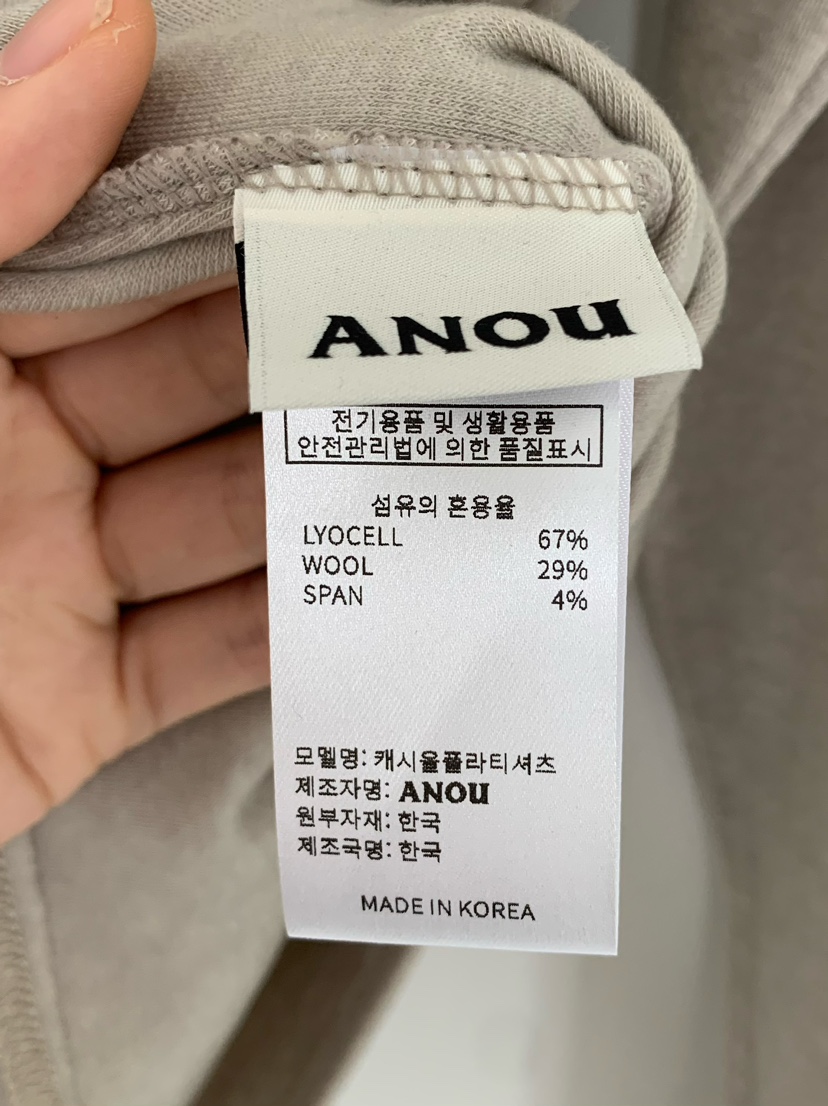 ANOU
전기용품 및 생활용품
안전관리법에 의한 품질표시
섬유의 혼용율
LYOCELL 67%
WOOL 29%
SPAN 4%
모델명: 캐시울폴라티셔츠
제조자명: ANOU
원부자재: 한국
제조국명: 한국
MADE IN KOREA